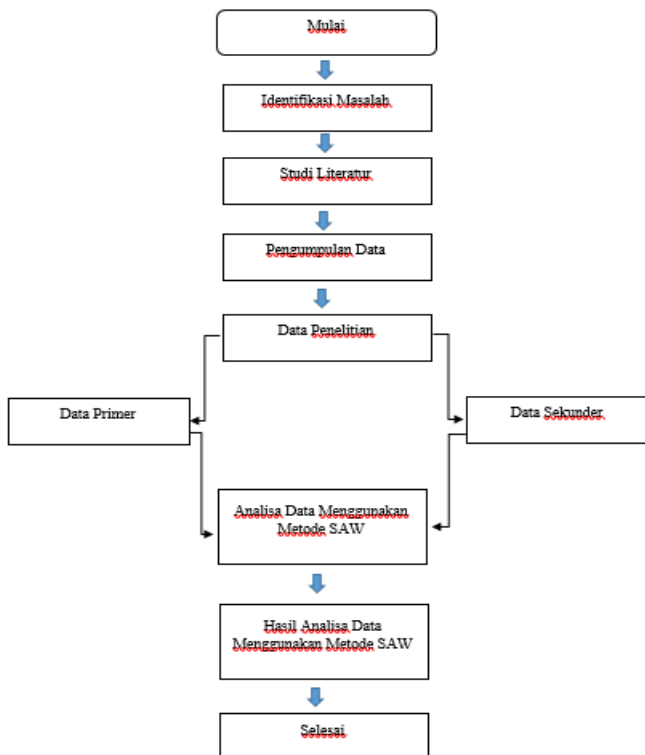 Mulai
Identifikasi Masalah
Studi Literatur
Pengumpulan Data
Data Penelitian
Data Primer
Data Sekunder
Analisa Data Menggunakan
Metode SAW
Hasil Analisa Data
Menggunakan Metode SAW
Selesai